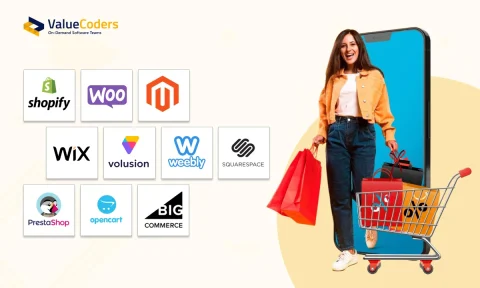 ValueCoders
On-Demand Software Teams
shopify
WOO
WIX
volusion
weebly
SQUARESPACE
PrestaShop
opencart
BIG
COMMERCE